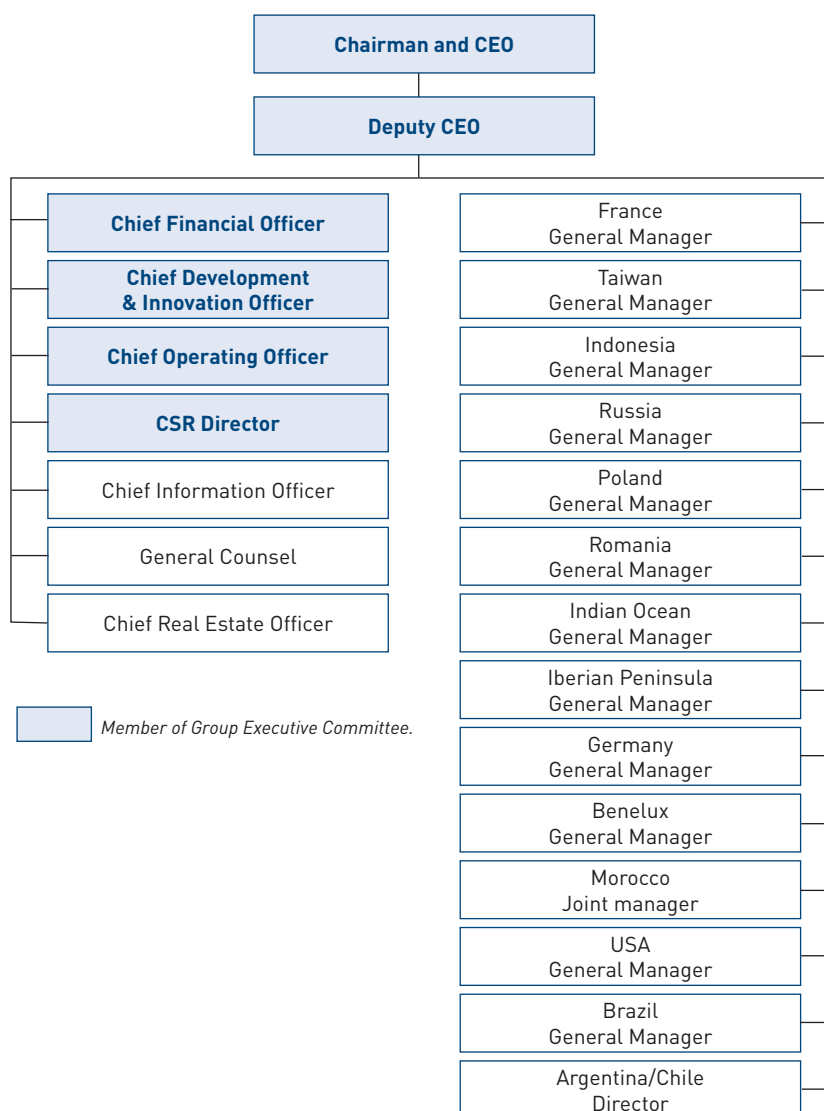 Chairman and CEO
Deputy CEO
Chief Financial Officer
Chief Development
& Innovation Officer
Chief Operating Officer
CSR Director
Chief Information Officer
General Counsel
Chief Real Estate Officer
Member of Group Executive Committee.
France
General Manager
Taiwan
General Manager
Indonesia
General Manager
Russia
General Manager
Poland
General Manager
Romania
General Manager
Indian Ocean
General Manager
Iberian Peninsula
General Manager
Germany
General Manager
Benelux
General Manager
Morocco
Joint manager
USA
General Manager
Brazil
General Manager
Argentina/Chile
Director